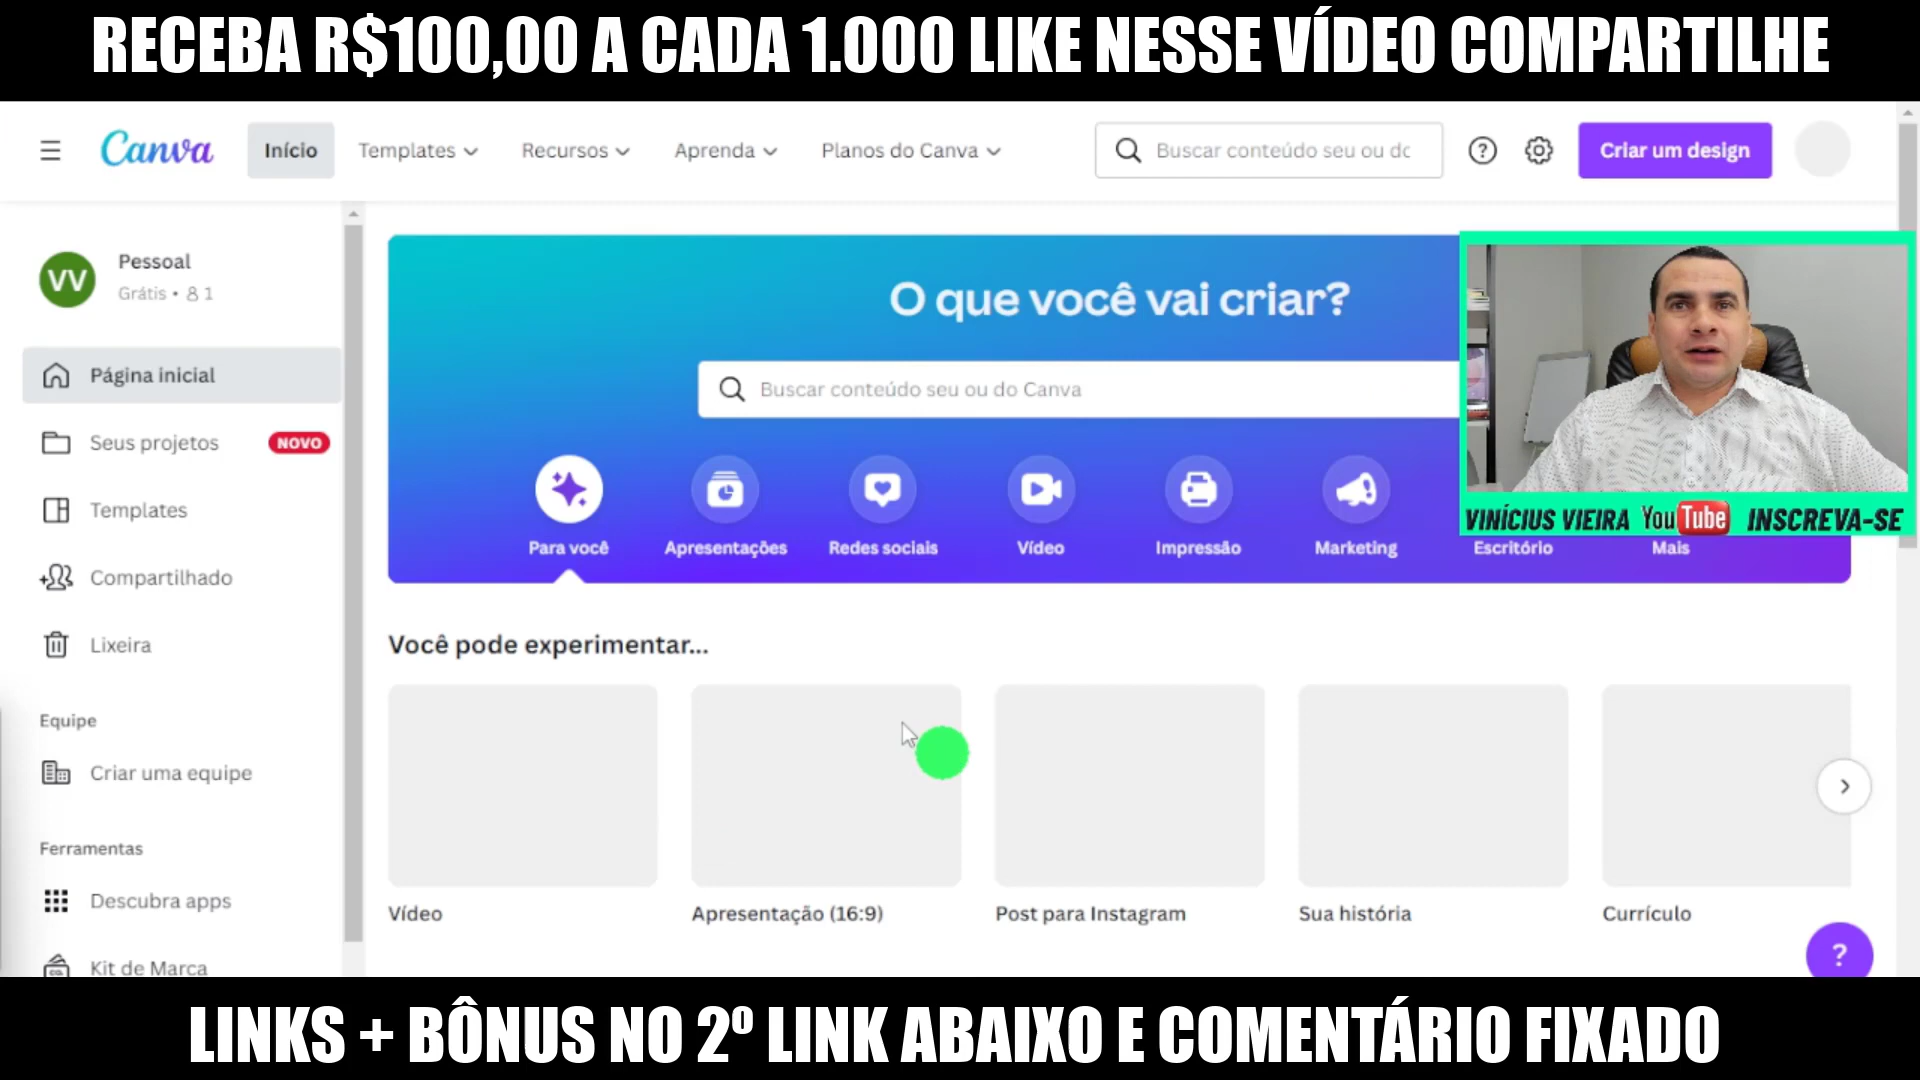 RECEBA R$100,00 A CADA 1.000 LIKE NESSE VÍDEO COMPARTILHE
Canva
Início
Templates
Recursos
Aprenda
Planos do Canva
Buscar conteúdo seu ou do
?
Criar um design
VV
Pessoal
Grátis • 1
Página inicial
Seus projetos
NOVO
Templates
Compartilhado
Lixeira
Equipe
Criar uma equipe
Ferramentas
Descubra apps
Kit de Marca
O que você vai criar?
Buscar conteúdo seu ou do Canva
Para você
Apresentações
Redes sociais
Vídeo
Impressão
Marketing
Escritório
Mais
VINÍCIUS VIEIRA YouTube INSCREVA-SE
Você pode experimentar...
Vídeo
Apresentação (16:9)
Post para Instagram
Sua história
Currículo
?
LINKS + BÔNUS NO 2º LINK ABAIXO E COMENTÁRIO FIXADO